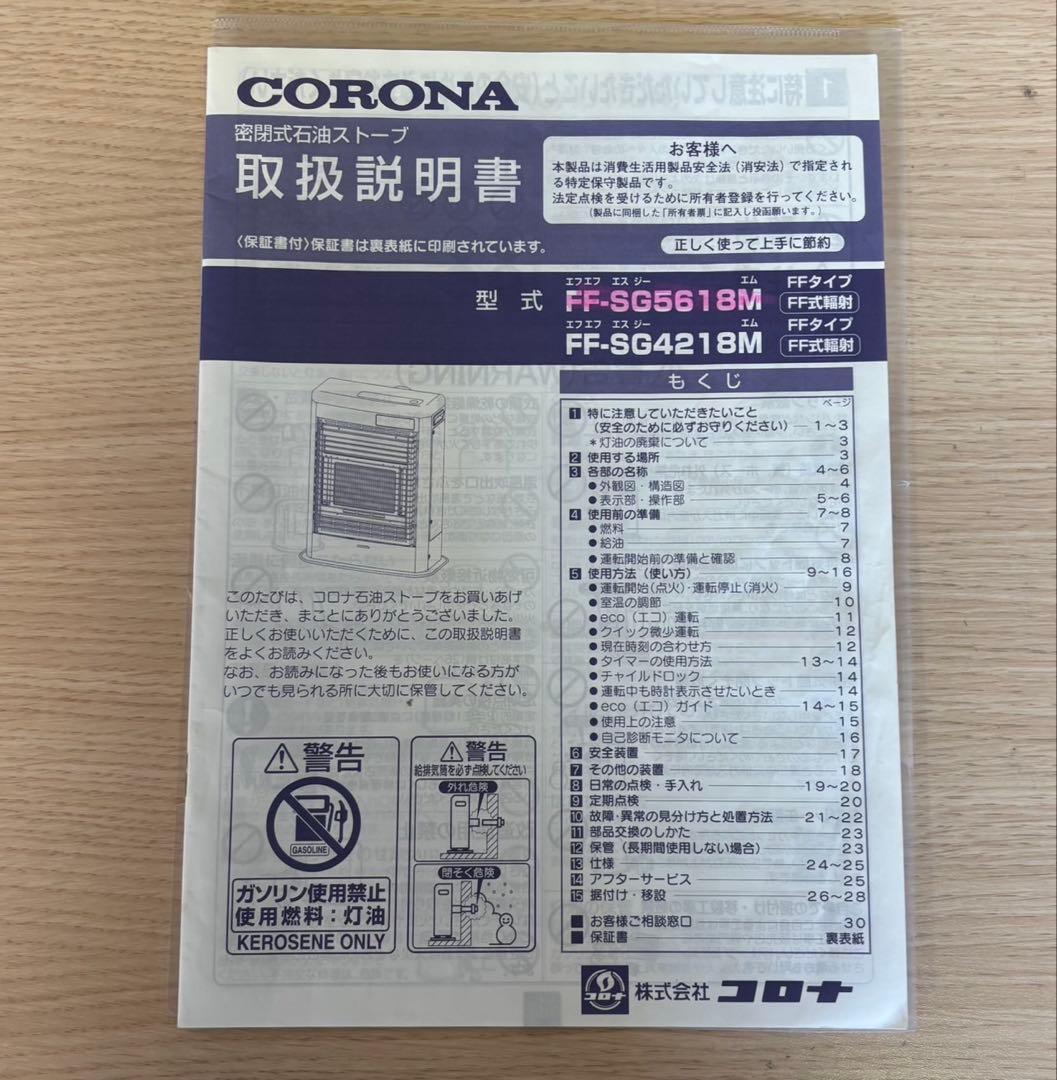 CORONA
密閉式石油ストーブ
取扱説明書
〈保証書付〉保証書は裏表紙に印刷されています。
お客様へ
本製品は消費生活用製品安全法（消安法）で指定され
る特定保守製品です。
法定点検を受けるために所有者登録を行ってください。
（製品に同梱した「所有者票」に記入し投函願います。）
正しく使って上手に節約
型 式
エフエフ エス ジー エム
FF-SG5618M FFタイプ FF式輻射
エフエフ エス ジー エム
FF-SG4218M FFタイプ FF式輻射
このたびは、コロナ石油ストーブをお買いあげ
いただき、まことにありがとうございました。
正しくお使いいただくために、この取扱説明書
をよくお読みください。
なお、お読みになった後もお使いになる方が
いつでも見られる所に大切に保管してください。
警告
GASOLINE
ガソリン使用禁止
使用燃料：灯油
KEROSENE ONLY
警告
給排気筒を必ず点検してください
外れ危険
閉そく危険
もくじ
ページ
1 特に注意していただきたいこと
（安全のために必ずお守りください） 1～3
＊灯油の廃棄について 3
2 使用する場所 3
3 各部の名称 4～6
●外観図・構造図 4
●表示部・操作部 5～6
4 使用前の準備 7～8
●燃料 7
●給油 7
●運転開始前の準備と確認 8
5 使用方法（使い方） 9～16
●運転開始（点火）・運転停止（消火） 9
●室温の調節 10
●eco（エコ）運転 11
●クイック微少運転 12
●現在時刻の合わせ方 12
●タイマーの使用方法 13～14
●チャイルドロック 14
●運転中も時計表示させたいとき 14
●eco（エコ）ガイド 14～15
●使用上の注意 15
●自己診断モニタについて 16
6 安全装置 17
7 その他の装置 18
8 日常の点検・手入れ 19～20
9 定期点検 20
10 故障・異常の見分け方と処置方法 21～22
11 部品交換のしかた 23
12 保管（長期間使用しない場合） 23
13 仕様 24～25
14 アフターサービス 25
15 据付け・移設 26～28
■ お客様ご相談窓口 30
■ 保証書 裏表紙
コロナ 株式会社 コロナ